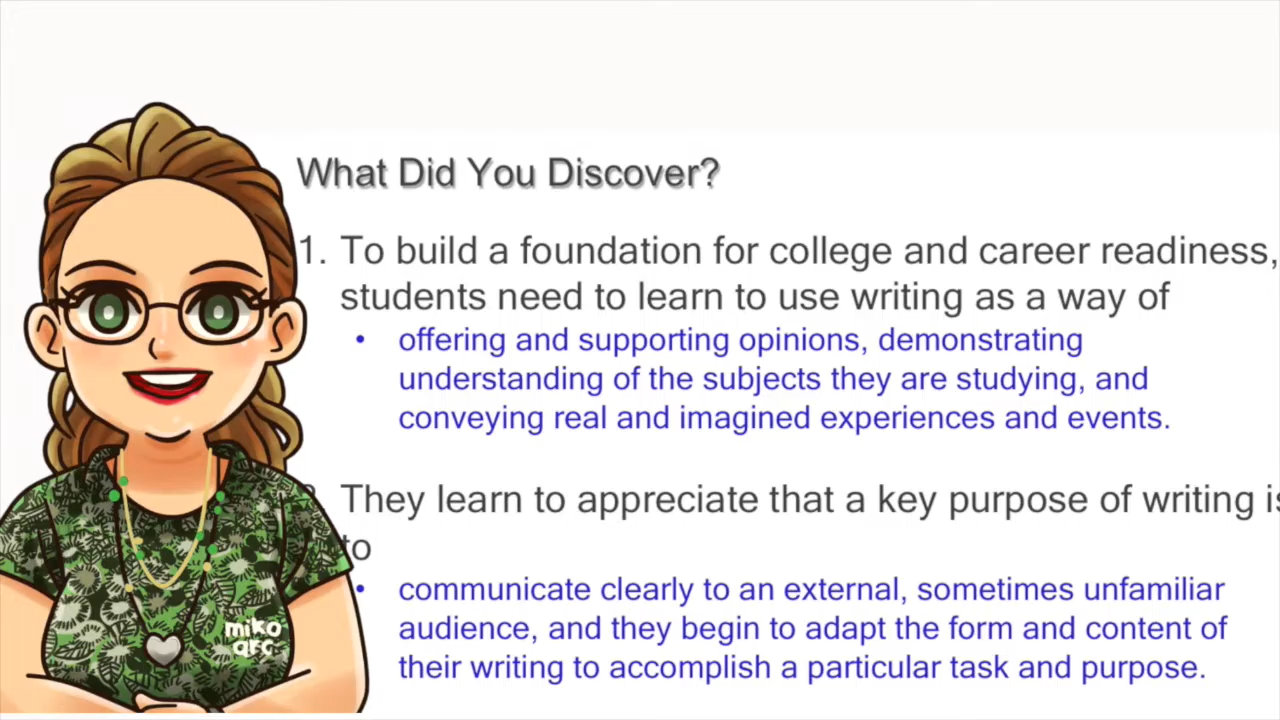 What Did You Discover?
1. To build a foundation for college and career readiness,
students need to learn to use writing as a way of
• offering and supporting opinions, demonstrating
understanding of the subjects they are studying, and
conveying real and imagined experiences and events.
They learn to appreciate that a key purpose of writing is
to
• communicate clearly to an external, sometimes unfamiliar
audience, and they begin to adapt the form and content of
their writing to accomplish a particular task and purpose.
miko
arc